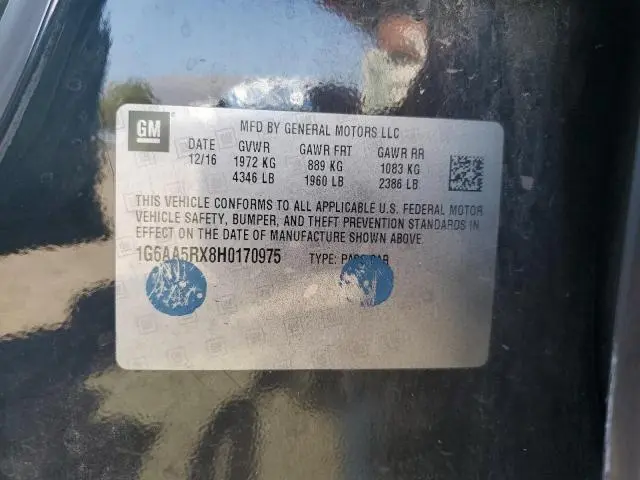 GM
MFD BY GENERAL MOTORS LLC
DATE GVWR GAWR FRT GAWR RR
12/16 1972 KG 889 KG 1083 KG
4346 LB 1960 LB 2386 LB
THIS VEHICLE CONFORMS TO ALL APPLICABLE U.S. FEDERAL MOTOR
VEHICLE SAFETY, BUMPER, AND THEFT PREVENTION STANDARDS IN
EFFECT ON THE DATE OF MANUFACTURE SHOWN ABOVE.
1G6AA5RX8H0170975 TYPE: